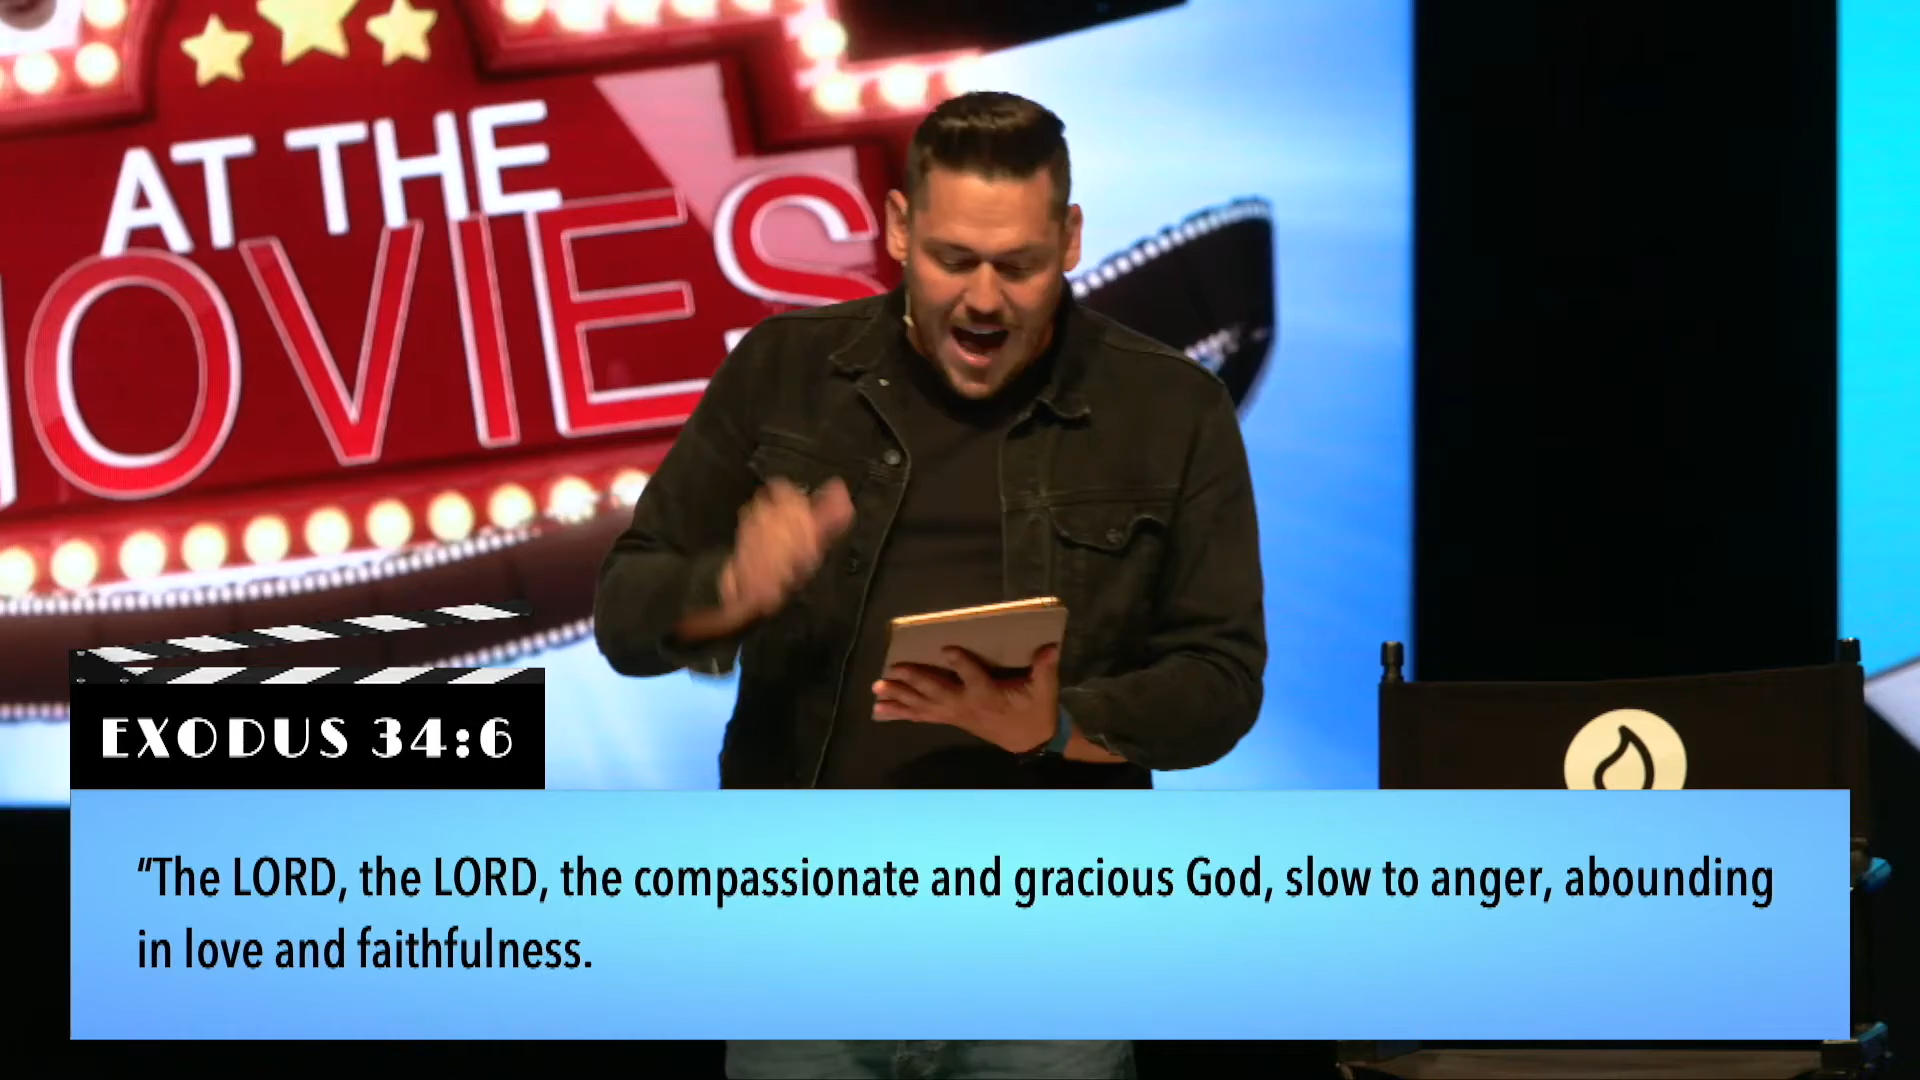 AT THE
MOVIES
EXODUS 34:6
“The LORD, the LORD, the compassionate and gracious God, slow to anger, abounding
in love and faithfulness.